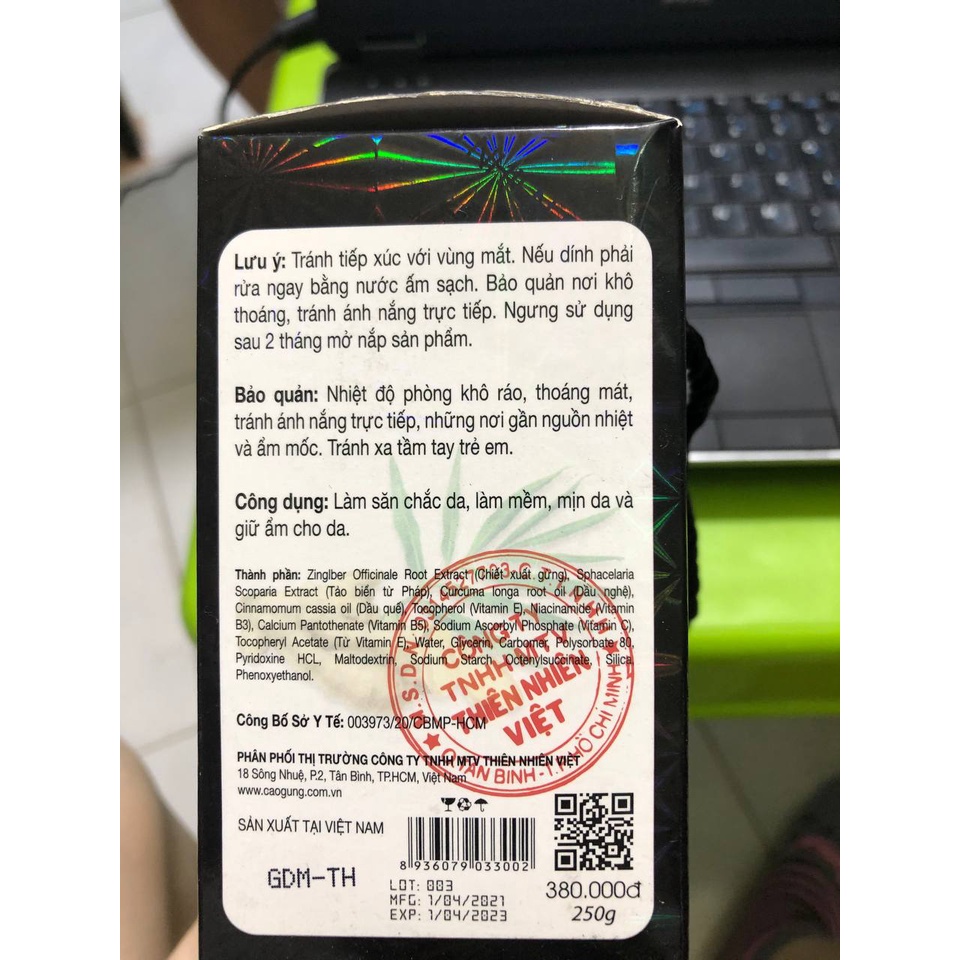 Lưu ý: Tránh tiếp xúc với vùng mắt. Nếu dính phải
rửa ngay bằng nước ấm sạch. Bảo quản nơi khô
thoáng, tránh ánh nắng trực tiếp. Ngưng sử dụng
sau 2 tháng mở nắp sản phẩm.
Bảo quản: Nhiệt độ phòng khô ráo, thoáng mát,
tránh ánh nắng trực tiếp, những nơi gần nguồn nhiệt
và ẩm mốc. Tránh xa tầm tay trẻ em.
Công dụng: Làm săn chắc da, làm mềm, mịn da và
giữ ẩm cho da.
Thành phần: Zinglber Officinale Root Extract (Chiết xuất gừng), Sphacelaria
Scoparia Extract (Tảo biển từ Pháp), Curcuma longa root oil (Dầu nghệ),
Cinnamomum cassia oil (Dầu quế), Tocopherol (Vitamin E), Niacinamide (Vitamin
B3), Calcium Pantothenate (Vitamin B5), Sodium Ascorbyl Phosphate (Vitamin C),
Tocopheryl Acetate (Từ Vitamin E), Water, Glycerin, Carbomer, Polysorbate 80,
Pyridoxine HCL, Maltodextrin, Sodium Starch Octenylsuccinate, Silica,
Phenoxyethanol.
CÔNG TY
TNHH MTV
THIÊN NHIÊN
VIỆT
Q.TÂN BÌNH - T.P HỒ CHÍ MINH
Công Bố Sở Y Tế: 003973/20/CBMP-HCM
PHÂN PHỐI THỊ TRƯỜNG CÔNG TY TNHH MTV THIÊN NHIÊN VIỆT
18 Sông Nhuệ, P.2, Tân Bình, TP.HCM, Việt Nam
www.caogung.com.vn
SẢN XUẤT TẠI VIỆT NAM
8 936079 033002
GDM-TH
LOT: 003
MFG: 1/04/2021
EXP: 1/04/2023
380.000đ
250g